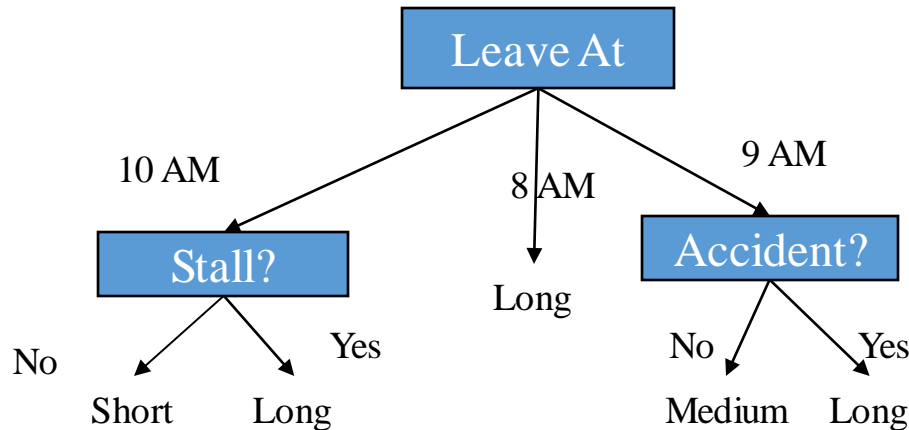 Leave At
10 AM
8 AM
9 AM
Stall?
Accident?
Long
No
Yes
No
Yes
Short
Long
Medium
Long